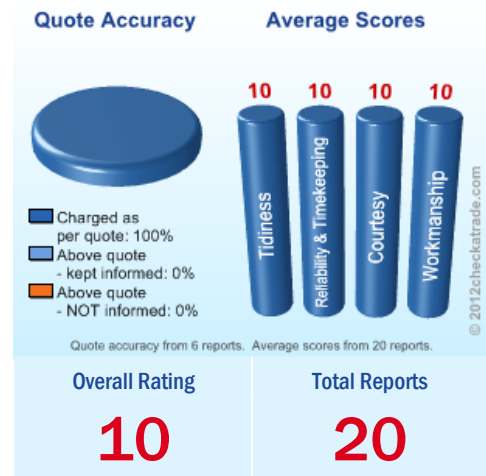 Quote Accuracy
Average Scores
10 10 10 10
Tidiness
Reliability & Timekeeping
Courtesy
Workmanship
Charged as
per quote: 100%
Above quote
- kept informed: 0%
Above quote
- NOT informed: 0%
© 2012checkatrade.com
Quote accuracy from 6 reports. Average scores from 20 reports.
Overall Rating
10
Total Reports
20